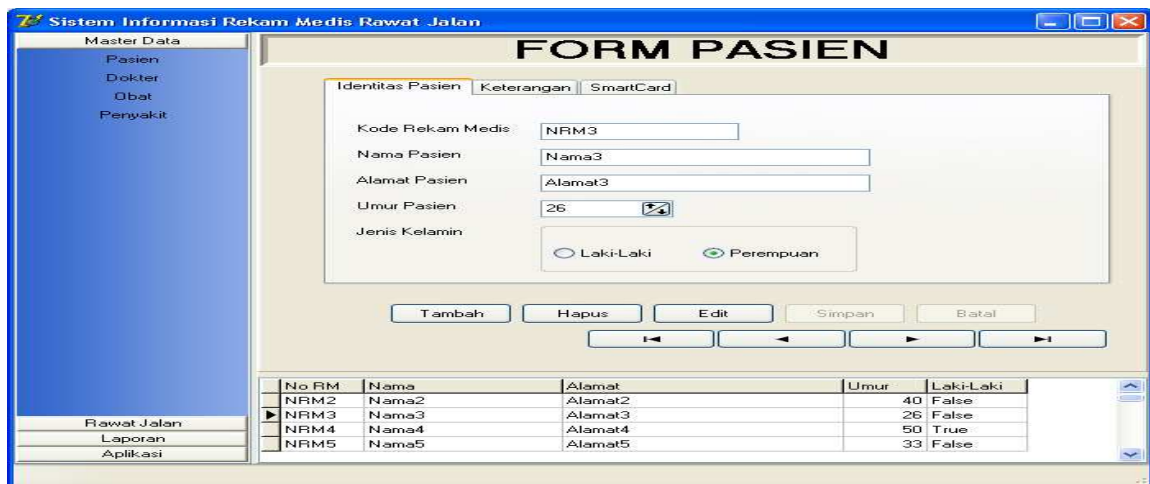 Sistem Informasi Rekam Medis Rawat Jalan
Master Data
Pasien
Dokter
Obat
Penyakit
Rawat Jalan
Laporan
Aplikasi
FORM PASIEN
Identitas Pasien Keterangan SmartCard
Kode Rekam Medis NRM3
Nama Pasien Nama3
Alamat Pasien Alamat3
Umur Pasien 26
Jenis Kelamin
Laki-Laki Perempuan
Tambah Hapus Edit Simpan Batal
No RM Nama Alamat Umur Laki-Laki
NRM2 Nama2 Alamat2 40 False
NRM3 Nama3 Alamat3 26 False
NRM4 Nama4 Alamat4 50 True
NRM5 Nama5 Alamat5 33 False